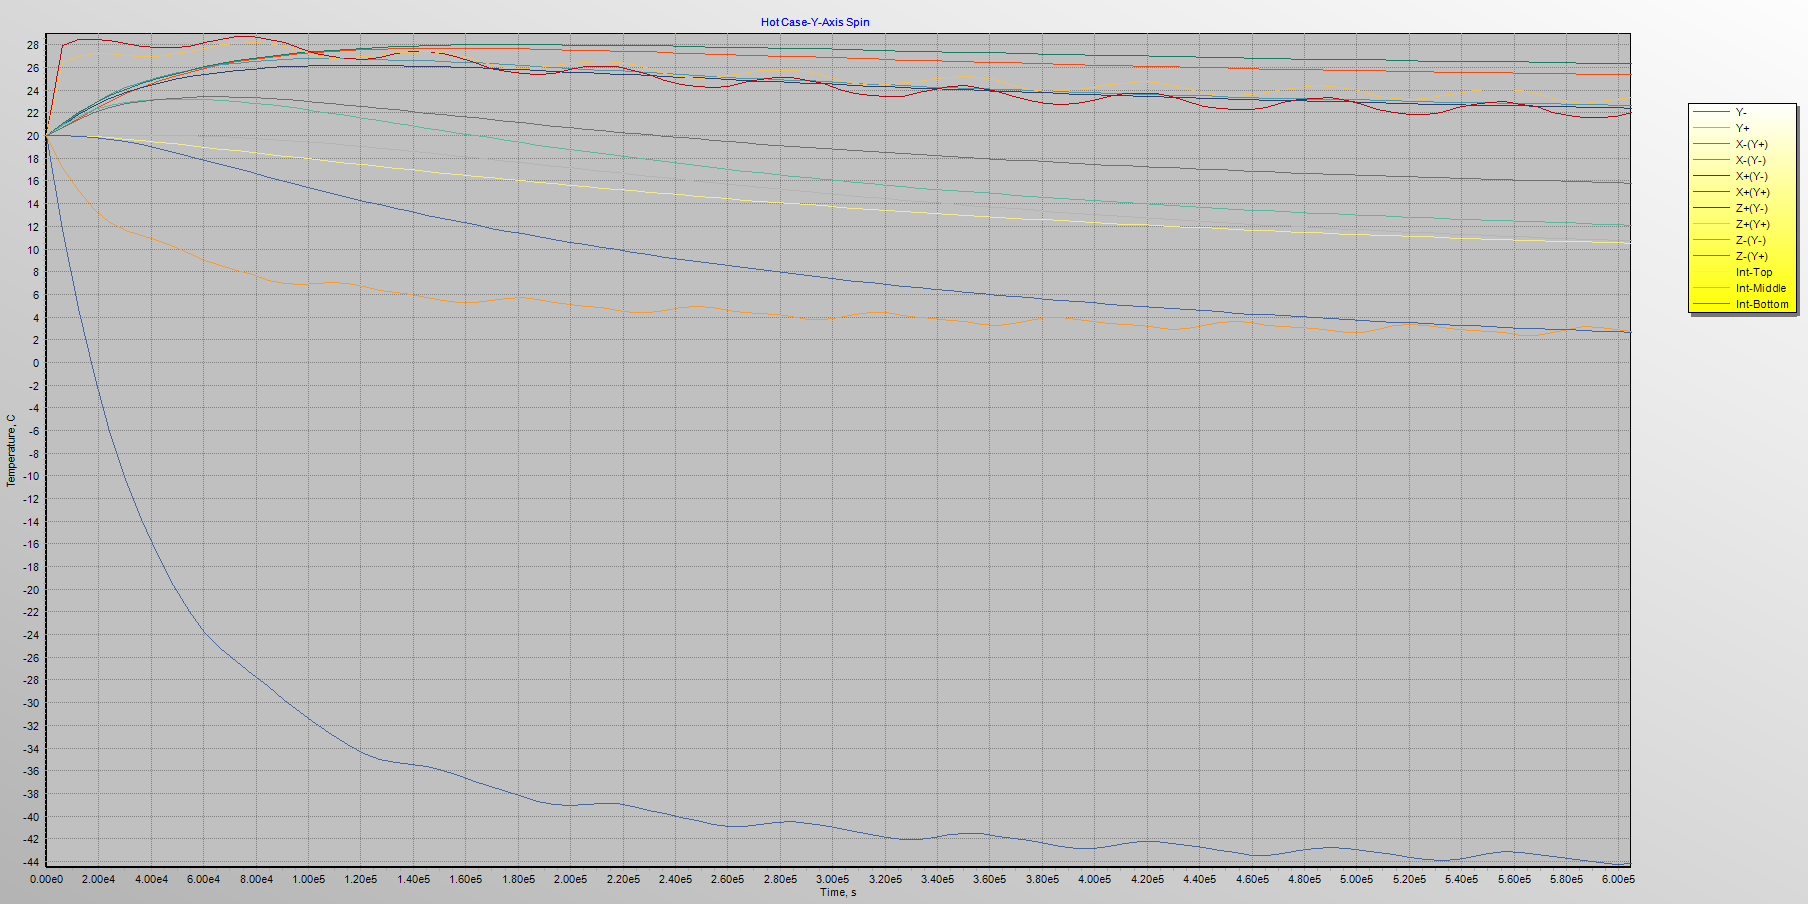 Hot Case-Y-Axis Spin
28
26
24
22
20
18
16
14
12
10
8
6
4
2
0
-2
-4
-6
-8
-10
-12
-14
-16
-18
-20
-22
-24
-26
-28
-30
-32
-34
-36
-38
-40
-42
-44
Temperature, C
0.00e0 2.00e4 4.00e4 6.00e4 8.00e4 1.00e5 1.20e5 1.40e5 1.60e5 1.80e5 2.00e5 2.20e5 2.40e5 2.60e5 2.80e5 3.00e5 3.20e5 3.40e5 3.60e5 3.80e5 4.00e5 4.20e5 4.40e5 4.60e5 4.80e5 5.00e5 5.20e5 5.40e5 5.60e5 5.80e5 6.00e5
Time, s
Y-
Y+
X-(Y+)
X-(Y-)
X+(Y-)
X+(Y+)
Z+(Y-)
Z+(Y+)
Z-(Y-)
Z-(Y+)
Int-Top
Int-Middle
Int-Bottom